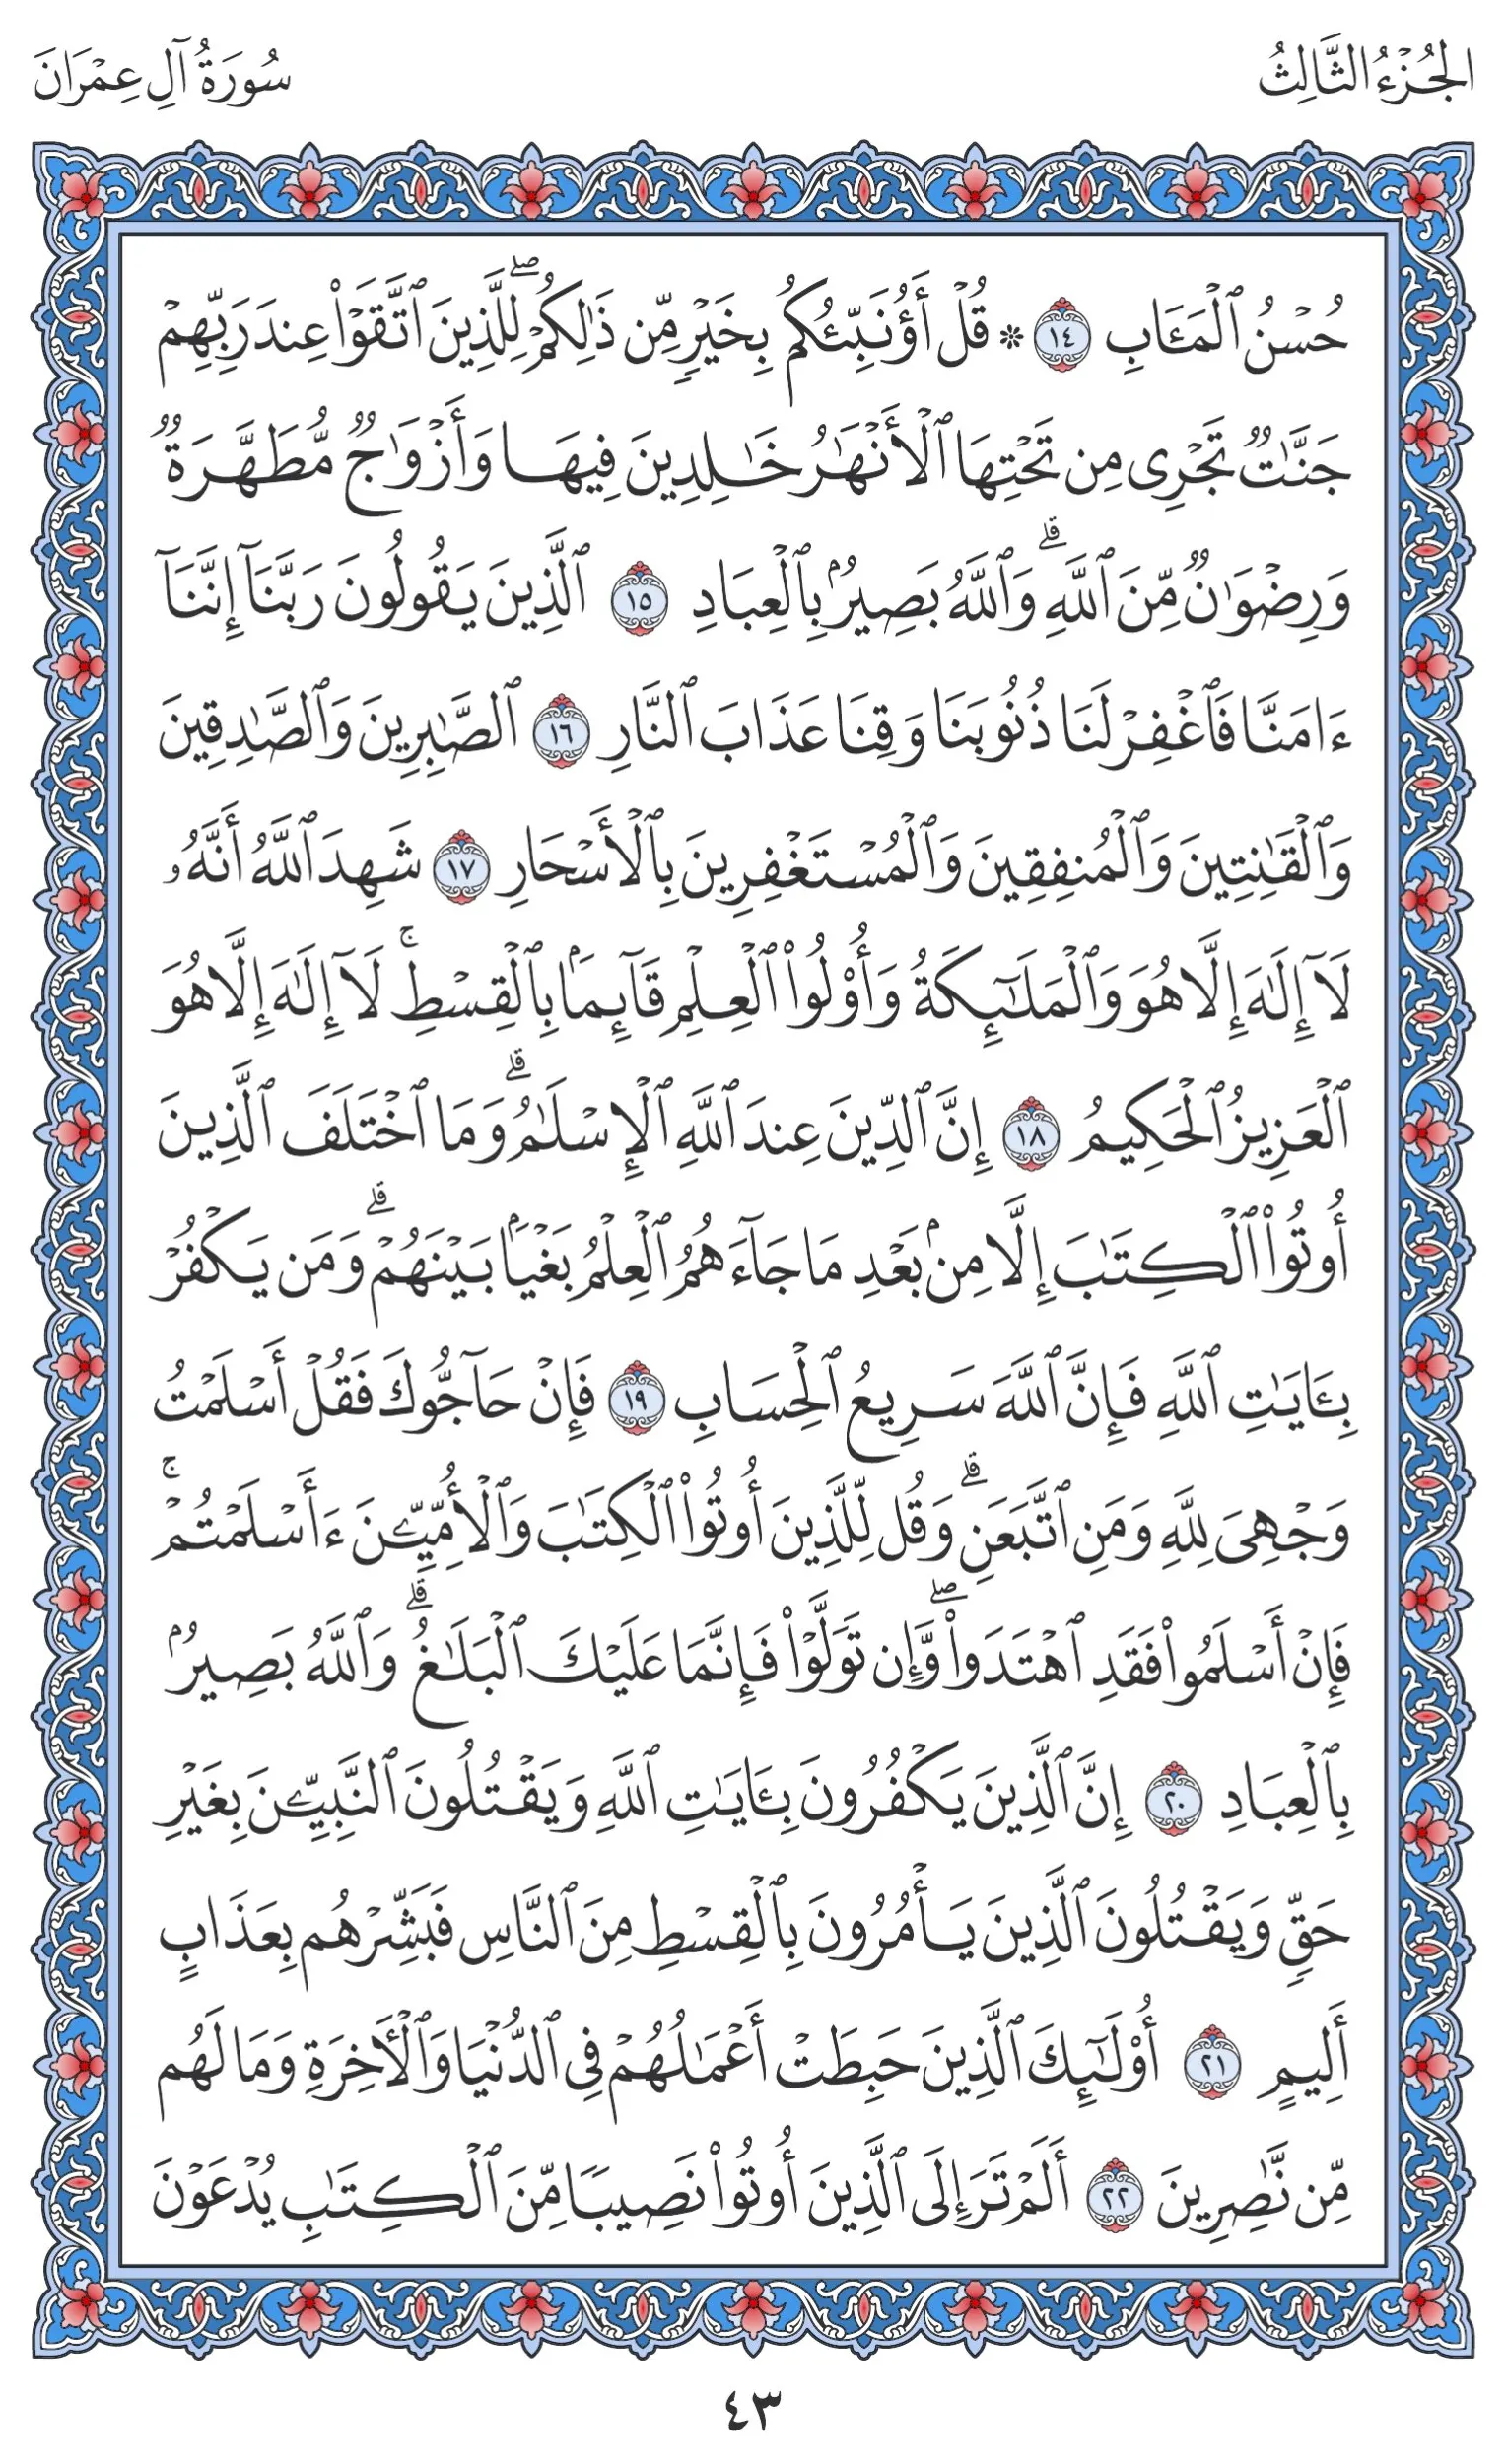 الجُزْءُ الثَّالِثُ
سُورَةُ آلِ عِمْرَانَ
حُسْنُ ٱلْمَـَٔابِ ١٤ ۞ قُلْ أَؤُنَبِّئُكُم بِخَيْرٍ مِّن ذَٰلِكُمْ ۖ لِلَّذِينَ ٱتَّقَوْا۟ عِندَ رَبِّهِمْ
جَنَّـٰتٌ تَجْرِى مِن تَحْتِهَا ٱلْأَنْهَـٰرُ خَـٰلِدِينَ فِيهَا وَأَزْوَٰجٌ مُّطَهَّرَةٌ
وَرِضْوَٰنٌ مِّنَ ٱللَّهِ ۗ وَٱللَّهُ بَصِيرٌۢ بِٱلْعِبَادِ ١٥ ٱلَّذِينَ يَقُولُونَ رَبَّنَآ إِنَّنَآ
ءَامَنَّا فَٱغْفِرْ لَنَا ذُنُوبَنَا وَقِنَا عَذَابَ ٱلنَّارِ ١٦ ٱلصَّـٰبِرِينَ وَٱلصَّـٰدِقِينَ
وَٱلْقَـٰنِتِينَ وَٱلْمُنفِقِينَ وَٱلْمُسْتَغْفِرِينَ بِٱلْأَسْحَارِ ١٧ شَهِدَ ٱللَّهُ أَنَّهُۥ
لَآ إِلَـٰهَ إِلَّا هُوَ وَٱلْمَلَـٰٓئِكَةُ وَأُو۟لُوا۟ ٱلْعِلْمِ قَآئِمَۢا بِٱلْقِسْطِ ۚ لَآ إِلَـٰهَ إِلَّا هُوَ
ٱلْعَزِيزُ ٱلْحَكِيمُ ١٨ إِنَّ ٱلدِّينَ عِندَ ٱللَّهِ ٱلْإِسْلَـٰمُ ۗ وَمَا ٱخْتَلَفَ ٱلَّذِينَ
أُوتُوا۟ ٱلْكِتَـٰبَ إِلَّا مِنۢ بَعْدِ مَا جَآءَهُمُ ٱلْعِلْمُ بَغْيَۢا بَيْنَهُمْ ۗ وَمَن يَكْفُرْ
بِـَٔايَـٰتِ ٱللَّهِ فَإِنَّ ٱللَّهَ سَرِيعُ ٱلْحِسَابِ ١٩ فَإِنْ حَآجُّوكَ فَقُلْ أَسْلَمْتُ
وَجْهِىَ لِلَّهِ وَمَنِ ٱتَّبَعَنِ ۗ وَقُل لِّلَّذِينَ أُوتُوا۟ ٱلْكِتَـٰبَ وَٱلْأُمِّيِّـۧنَ ءَأَسْلَمْتُمْ ۚ
فَإِنْ أَسْلَمُوا۟ فَقَدِ ٱهْتَدَوا۟ ۖ وَّإِن تَوَلَّوْا۟ فَإِنَّمَا عَلَيْكَ ٱلْبَلَـٰغُ ۗ وَٱللَّهُ بَصِيرٌۢ
بِٱلْعِبَادِ ٢٠ إِنَّ ٱلَّذِينَ يَكْفُرُونَ بِـَٔايَـٰتِ ٱللَّهِ وَيَقْتُلُونَ ٱلنَّبِيِّـۧنَ بِغَيْرِ
حَقٍّ وَيَقْتُلُونَ ٱلَّذِينَ يَأْمُرُونَ بِٱلْقِسْطِ مِنَ ٱلنَّاسِ فَبَشِّرْهُم بِعَذَابٍ
أَلِيمٍ ٢١ أُو۟لَـٰٓئِكَ ٱلَّذِينَ حَبِطَتْ أَعْمَـٰلُهُمْ فِى ٱلدُّنْيَا وَٱلْـَٔاخِرَةِ وَمَا لَهُم
مِّن نَّـٰصِرِينَ ٢٢ أَلَمْ تَرَ إِلَى ٱلَّذِينَ أُوتُوا۟ نَصِيبًا مِّنَ ٱلْكِتَـٰبِ يُدْعَوْنَ
٤٣